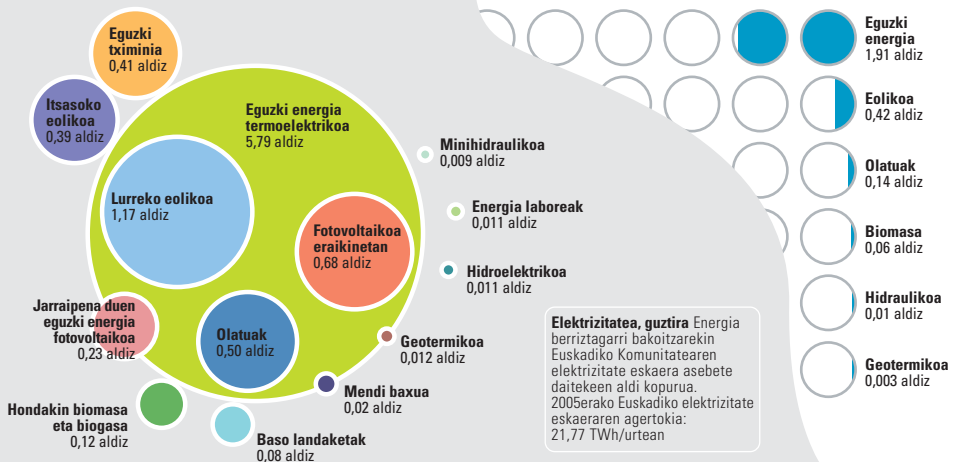 Eguzki
tximinia
0,41 aldiz
Itsasoko
eolikoa
0,39 aldiz
Eguzki energia
termoelektrikoa
5,79 aldiz
Lurreko eolikoa
1,17 aldiz
Fotovoltaikoa
eraikinetan
0,68 aldiz
Jarraipena duen
eguzki energia
fotovoltaikoa
0,23 aldiz
Olatuak
0,50 aldiz
Hondakin biomasa
eta biogasa
0,12 aldiz
Baso landaketak
0,08 aldiz
Mendi baxua
0,02 aldiz
Geotermikoa
0,012 aldiz
Minihidraulikoa
0,009 aldiz
Energia laboreak
0,011 aldiz
Hidroelektrikoa
0,011 aldiz
Elektrizitatea, guztira Energia
berriztagarri bakoitzarekin
Euskadiko Komunitatearen
elektrizitate eskaera asebete
daitekeen aldi kopurua.
2005erako Euskadiko elektrizitate
eskaeraren agertokia:
21,77 TWh/urtean
Eguzki
energia
1,91 aldiz
Eolikoa
0,42 aldiz
Olatuak
0,14 aldiz
Biomasa
0,06 aldiz
Hidraulikoa
0,01 aldiz
Geotermikoa
0,003 aldiz